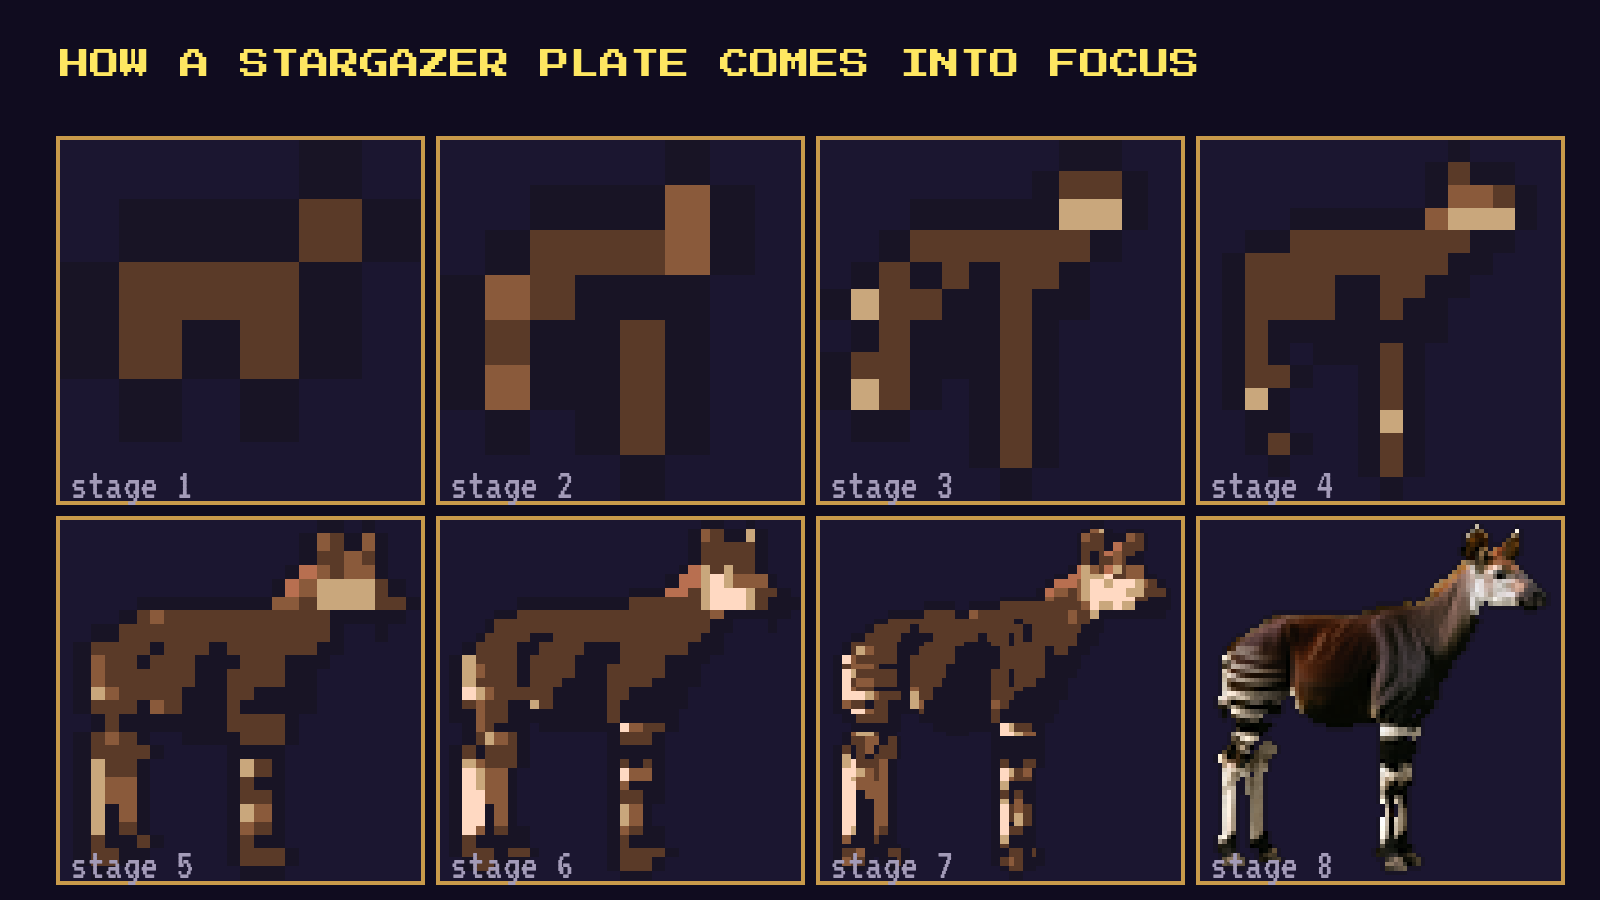 HOW A STARGAZER PLATE COMES INTO FOCUS
stage 1
stage 2
stage 3
stage 4
stage 5
stage 6
stage 7
stage 8